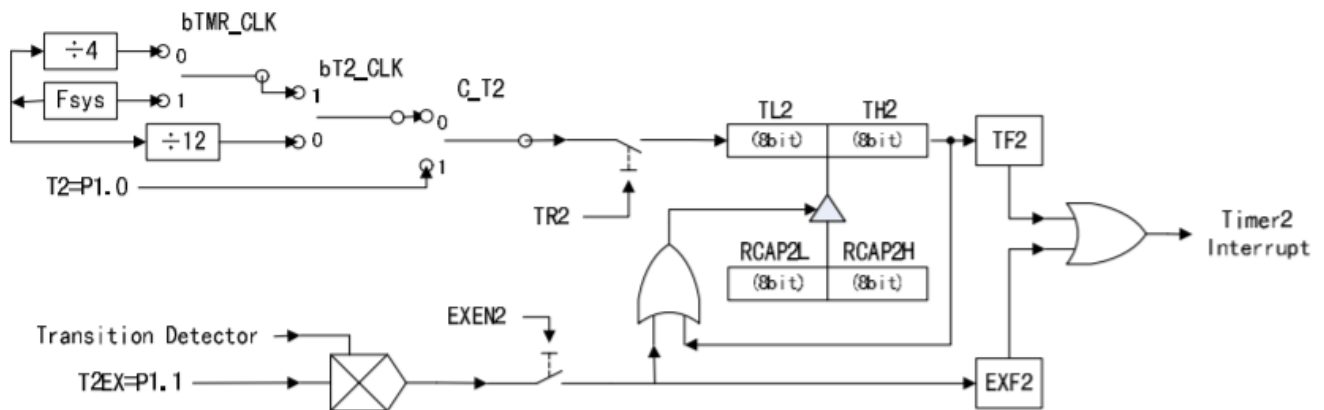 bTMR_CLK
÷4
0
bT2_CLK
Fsys
1
1
C_T2
0
TL2
TH2
÷12
0
(8bit)
(8bit)
TF2
1
T2=P1.0
TR2
Timer2
Interrupt
RCAP2L
RCAP2H
(8bit)
(8bit)
EXEN2
Transition Detector
T2EX=P1.1
EXF2